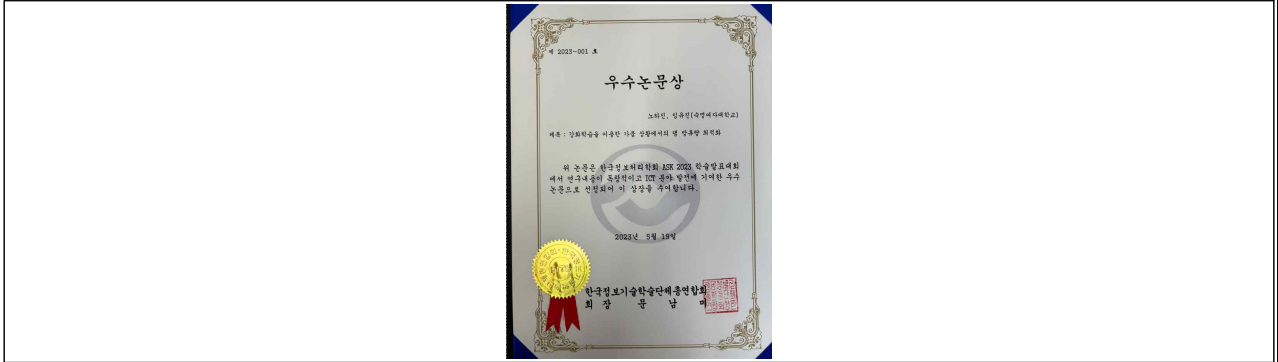 제 2023-001 호
우수논문상
노하진, 임유진(숙명여자대학교)
제목 : 강화학습을 이용한 가뭄 상황에서의 댐 방류량 최적화
위 논문은 한국정보처리학회 ASK 2023 학술발표대회
에서 연구내용이 독창적이고 ICT 분야 발전에 기여한 우수
논문으로 선정되어 이 상장을 수여합니다.
2023년 5월 19일
한국정보기술학술단체총연합회
회 장 문 남 미